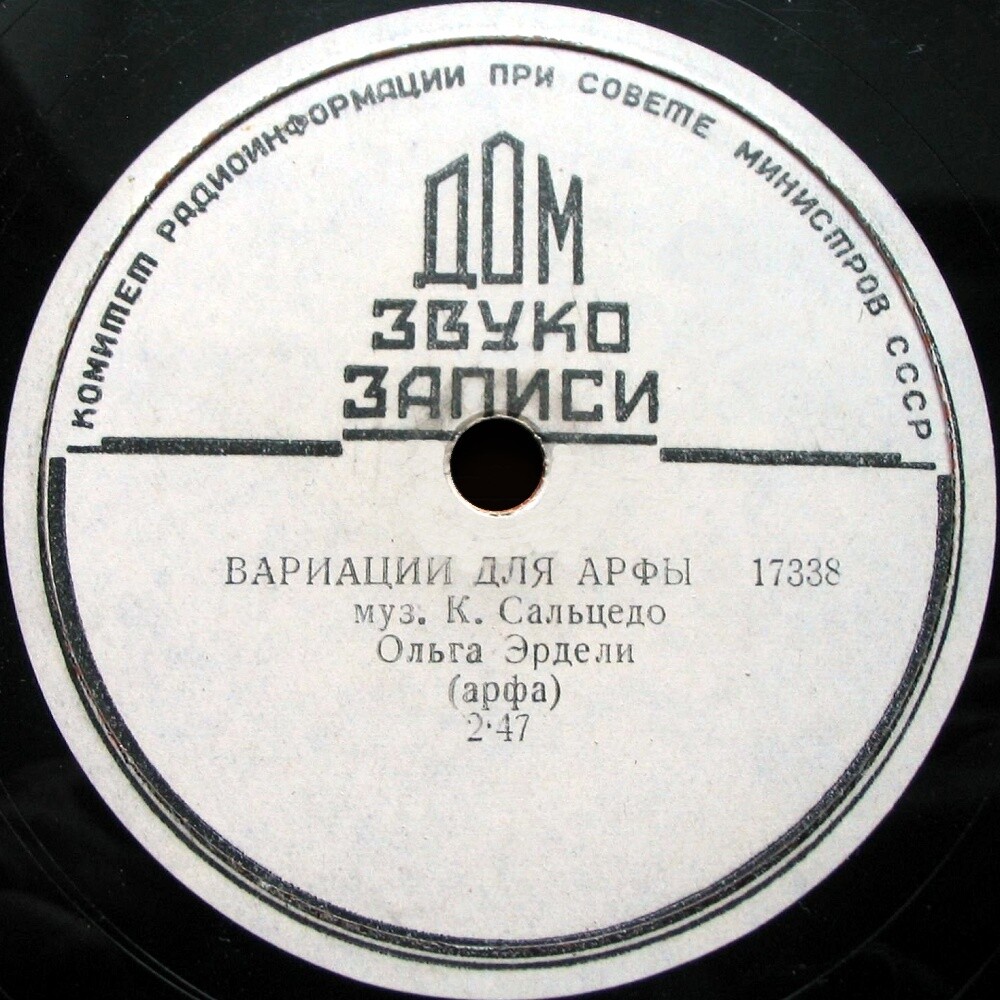 КОМИТЕТ РАДИОИНФОРМАЦИИ ПРИ СОВЕТЕ МИНИСТРОВ СССР
ДОМ
ЗВУКО
ЗАПИСИ
ВАРИАЦИИ ДЛЯ АРФЫ 17338
муз. К. Сальцедо
Ольга Эрдели
(арфа)
2·47